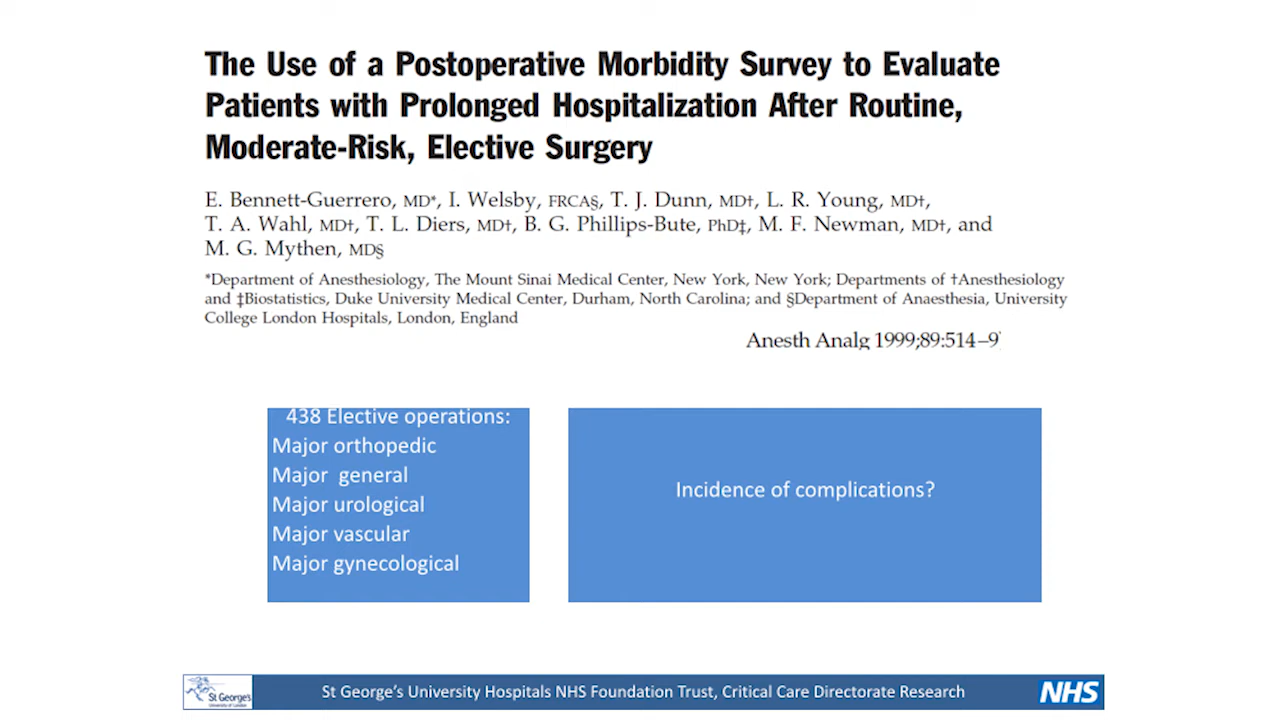 The Use of a Postoperative Morbidity Survey to Evaluate
Patients with Prolonged Hospitalization After Routine,
Moderate-Risk, Elective Surgery
E. Bennett-Guerrero, MD*, I. Welsby, FRCA§, T. J. Dunn, MD†, L. R. Young, MD†,
T. A. Wahl, MD†, T. L. Diers, MD†, B. G. Phillips-Bute, PhD‡, M. F. Newman, MD†, and
M. G. Mythen, MD§
*Department of Anesthesiology, The Mount Sinai Medical Center, New York, New York; Departments of †Anesthesiology
and ‡Biostatistics, Duke University Medical Center, Durham, North Carolina; and §Department of Anaesthesia, University
College London Hospitals, London, England
Anesth Analg 1999;89:514–9
438 Elective operations:
Major orthopedic
Major  general
Major urological
Major vascular
Major gynecological
Incidence of complications?
St George's
University of London
St George’s University Hospitals NHS Foundation Trust, Critical Care Directorate Research
NHS